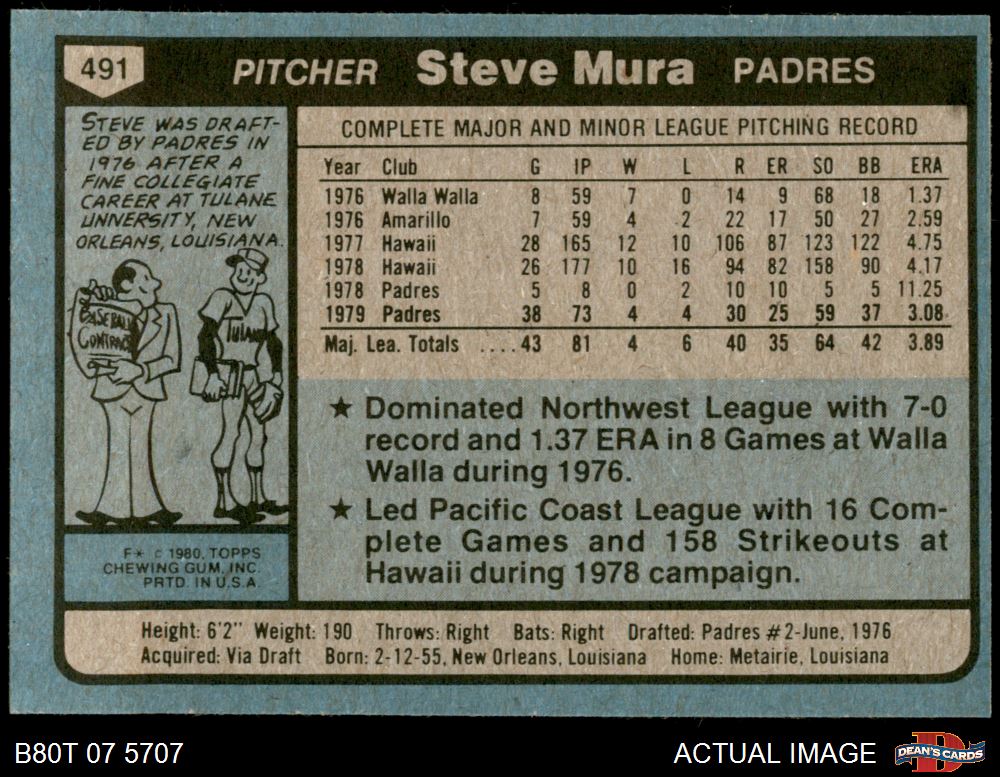 491 PITCHER Steve Mura PADRES
STEVE WAS DRAFT-
ED BY PADRES IN
1976 AFTER A
FINE COLLEGIATE
CAREER AT TULANE
UNIVERSITY, NEW
ORLEANS, LOUISIANA.
BASEBALL
CONTRACT
TULANE
F* © 1980, TOPPS
CHEWING GUM, INC.
PRTD. IN U.S.A.
COMPLETE MAJOR AND MINOR LEAGUE PITCHING RECORD
Year Club G IP W L R ER SO BB ERA
1976 Walla Walla 8 59 7 0 14 9 68 18 1.37
1976 Amarillo 7 59 4 2 22 17 50 27 2.59
1977 Hawaii 28 165 12 10 106 87 123 122 4.75
1978 Hawaii 26 177 10 16 94 82 158 90 4.17
1978 Padres 5 8 0 2 10 10 5 5 11.25
1979 Padres 38 73 4 4 30 25 59 37 3.08
Maj. Lea. Totals ....43 81 4 6 40 35 64 42 3.89
★ Dominated Northwest League with 7-0
record and 1.37 ERA in 8 Games at Walla
Walla during 1976.
★ Led Pacific Coast League with 16 Com-
plete Games and 158 Strikeouts at
Hawaii during 1978 campaign.
Height: 6'2" Weight: 190 Throws: Right Bats: Right Drafted: Padres #2-June, 1976
Acquired: Via Draft Born: 2-12-55, New Orleans, Louisiana Home: Metairie, Louisiana
B80T 07 5707 ACTUAL IMAGE DEAN'S CARDS